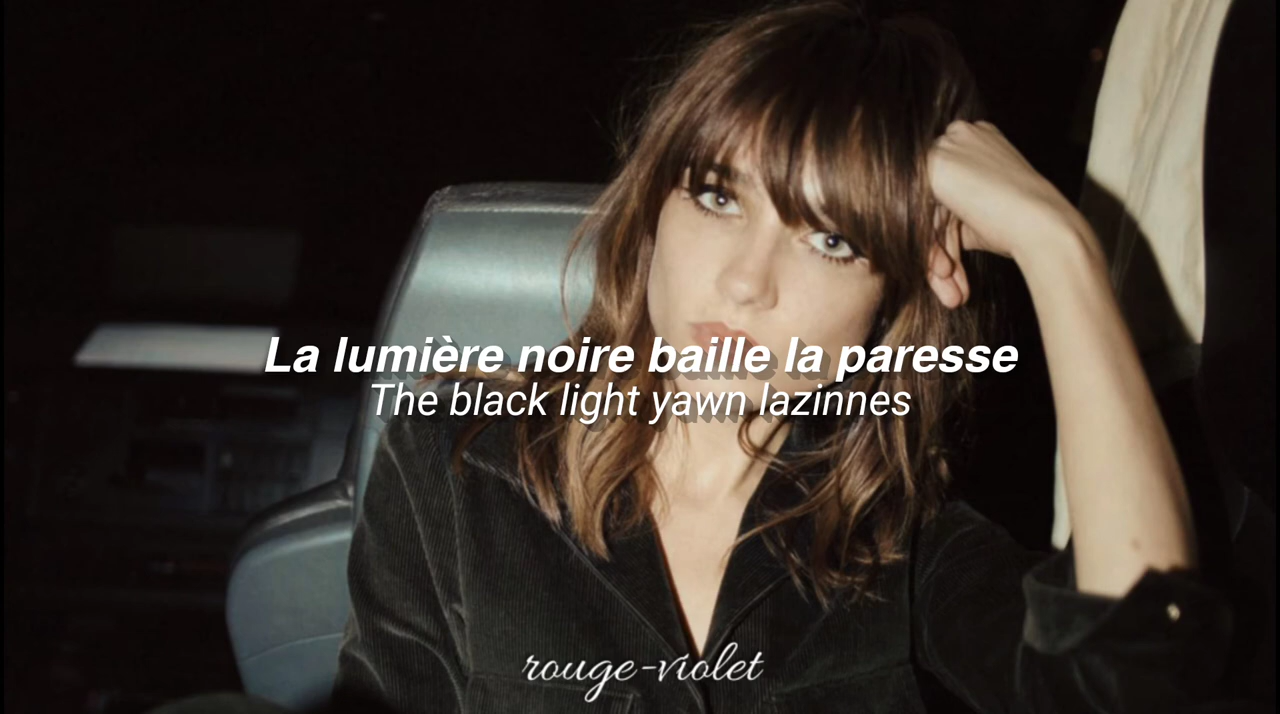 La lumière noire baille la paresse
The black light yawn lazinnes
rouge-violet